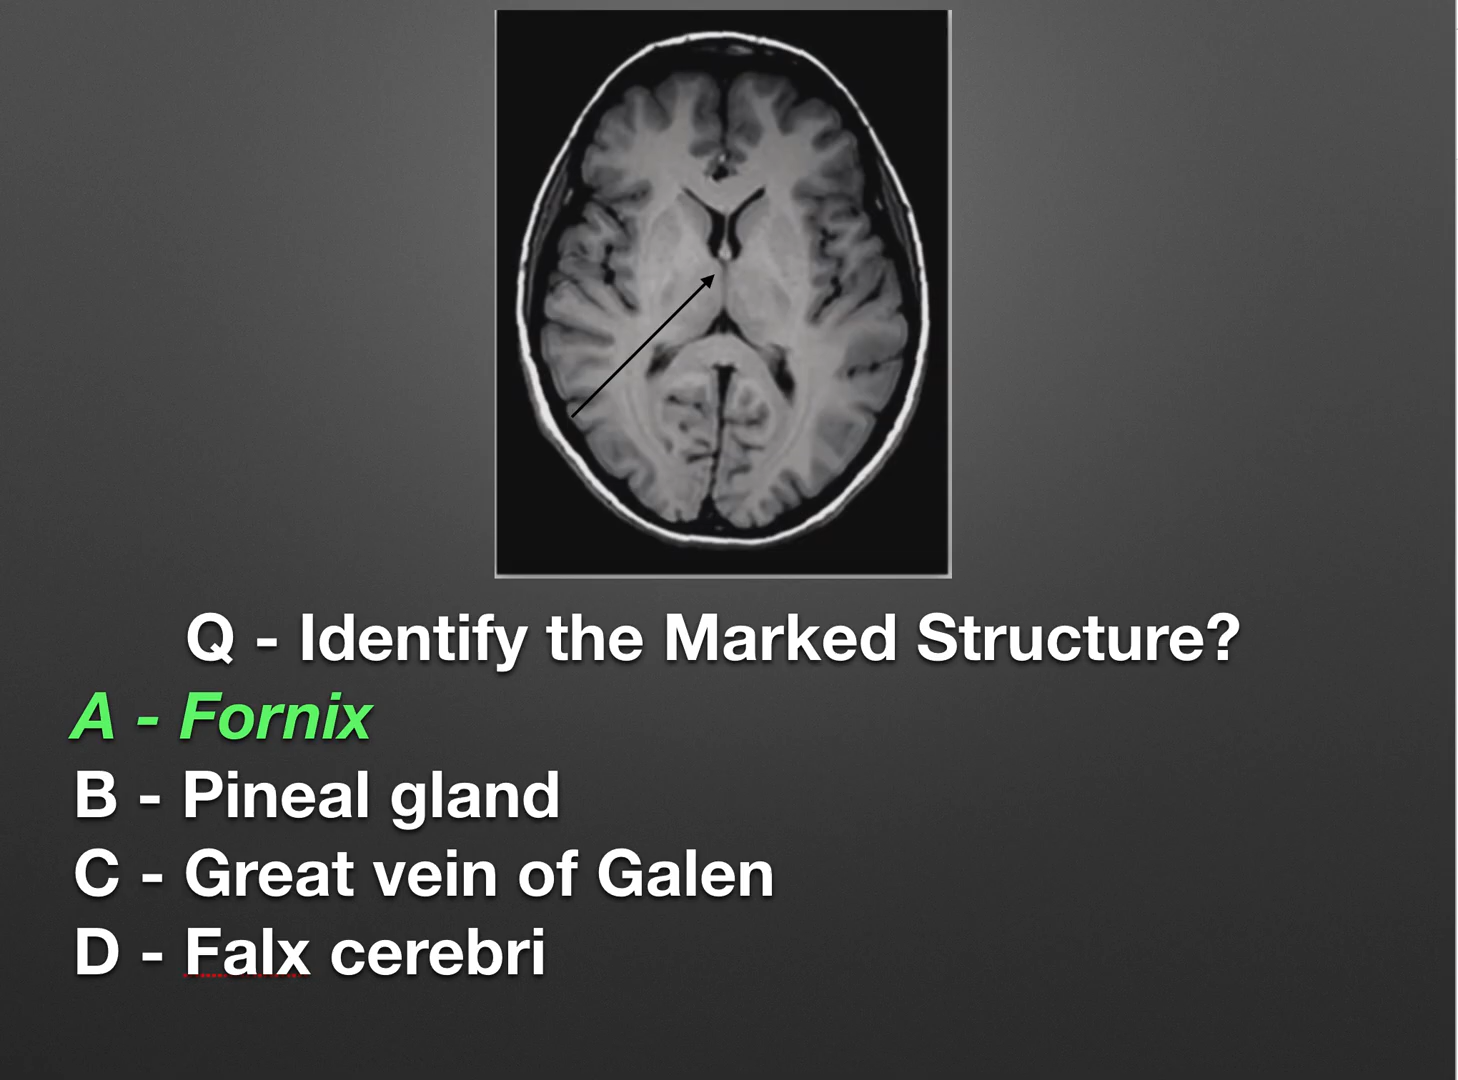 Q - Identify the Marked Structure?
A - Fornix
B - Pineal gland
C - Great vein of Galen
D - Falx cerebri